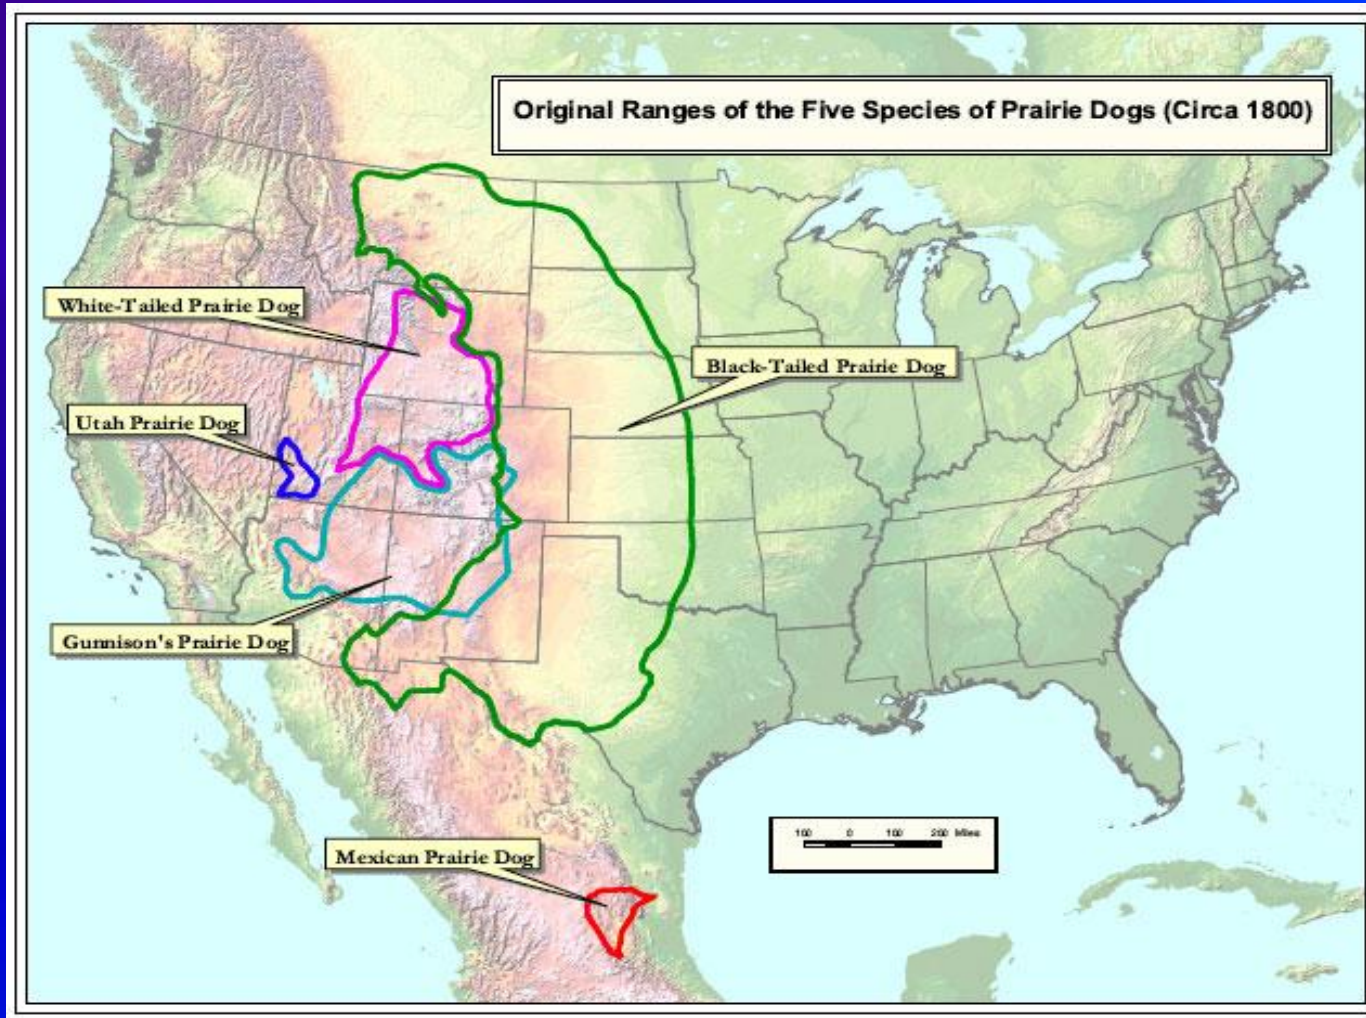 Original Ranges of the Five Species of Prairie Dogs (Circa 1800)
White-Tailed Prairie Dog
Black-Tailed Prairie Dog
Utah Prairie Dog
Gunnison's Prairie Dog
Mexican Prairie Dog
100 0 100 200 Miles